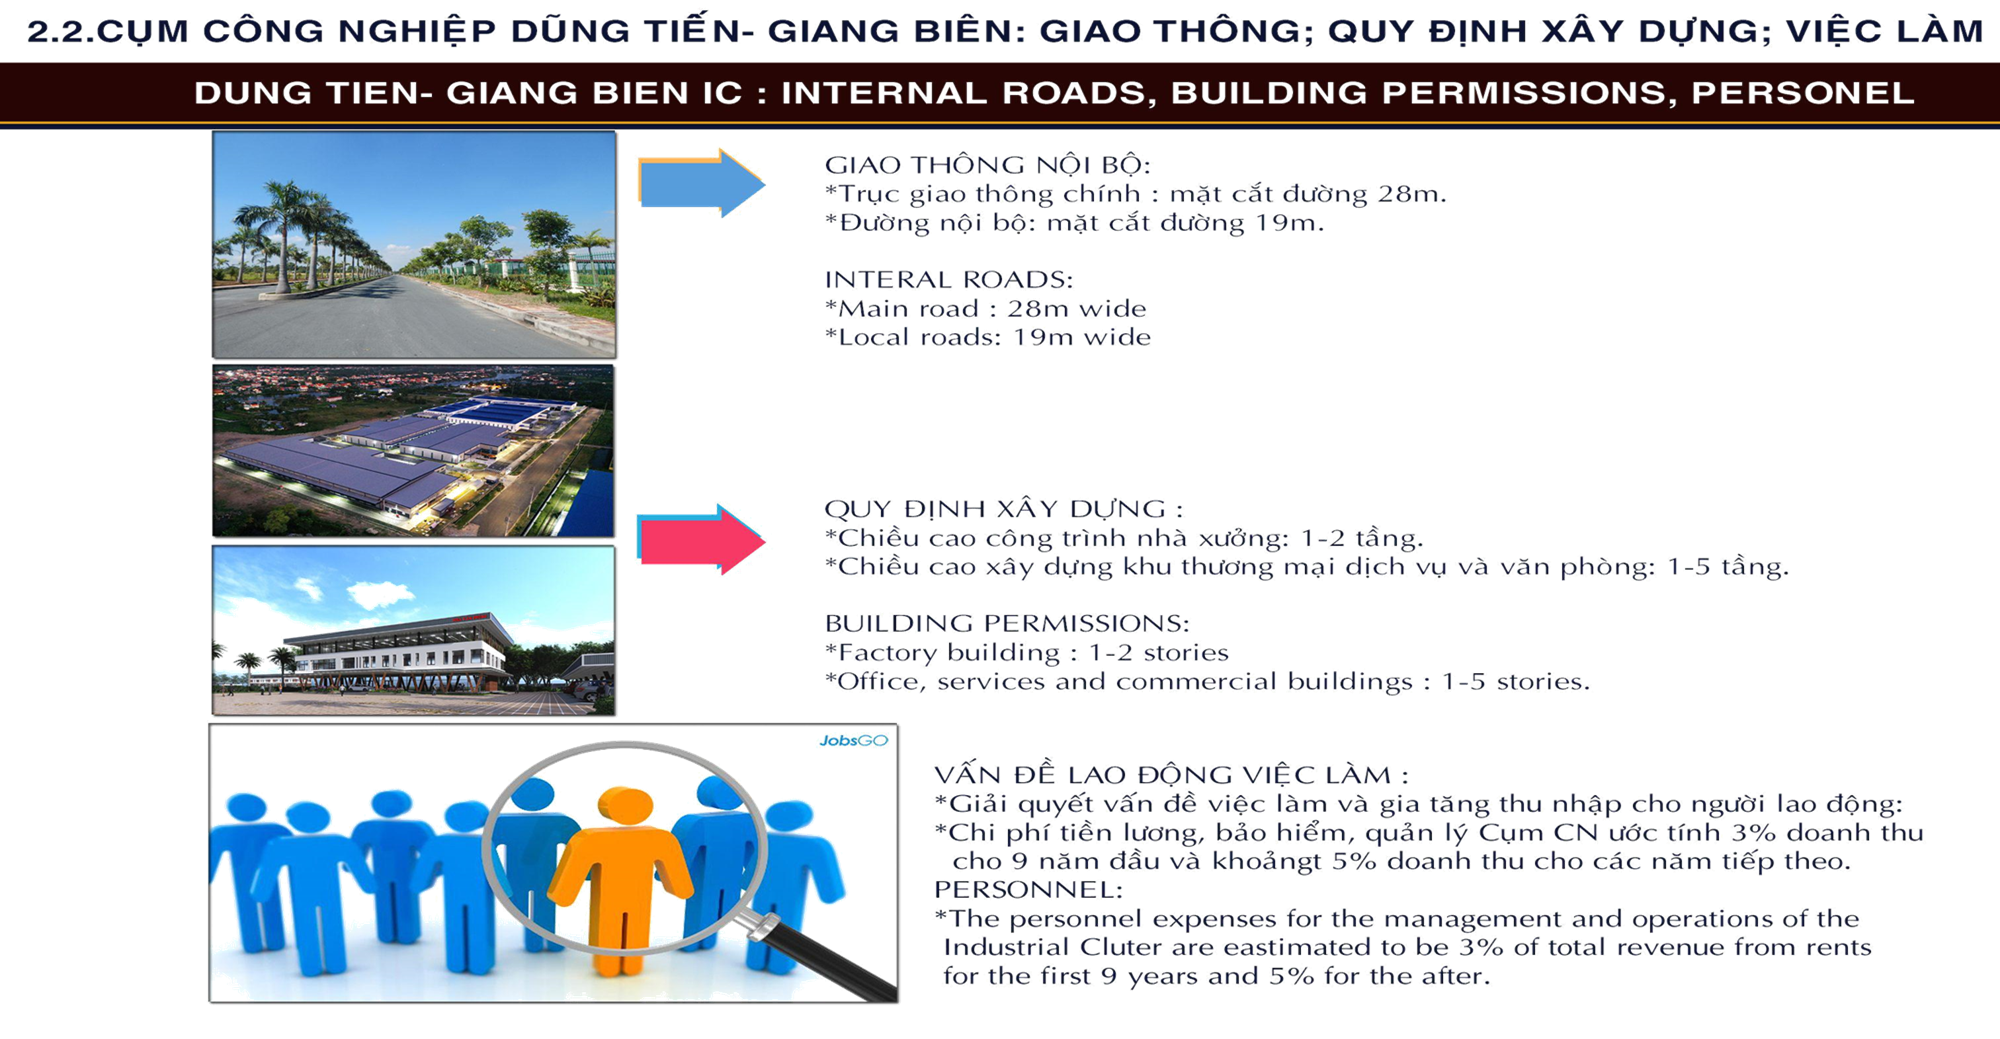 2.2.CỤM CÔNG NGHIỆP DŨNG TIẾN- GIANG BIÊN: GIAO THÔNG; QUY ĐỊNH XÂY DỰNG; VIỆC LÀM
DUNG TIEN- GIANG BIEN IC : INTERNAL ROADS, BUILDING PERMISSIONS, PERSONEL
GIAO THÔNG NỘI BỘ:
*Trục giao thông chính : mặt cắt đường 28m.
*Đường nội bộ: mặt cắt đường 19m.
INTERAL ROADS:
*Main road : 28m wide
*Local roads: 19m wide
QUY ĐỊNH XÂY DỰNG :
*Chiều cao công trình nhà xưởng: 1-2 tầng.
*Chiều cao xây dựng khu thương mại dịch vụ và văn phòng: 1-5 tầng.
BUILDING PERMISSIONS:
*Factory building : 1-2 stories
*Office, services and commercial buildings : 1-5 stories.
JobsGO
VẤN ĐỀ LAO ĐỘNG VIỆC LÀM :
*Giải quyết vấn đề việc làm và gia tăng thu nhập cho người lao động:
*Chi phí tiền lương, bảo hiểm, quản lý Cụm CN ước tính 3% doanh thu
cho 9 năm đầu và khoảngt 5% doanh thu cho các năm tiếp theo.
PERSONNEL:
*The personnel expenses for the management and operations of the
Industrial Cluter are eastimated to be 3% of total revenue from rents
for the first 9 years and 5% for the after.